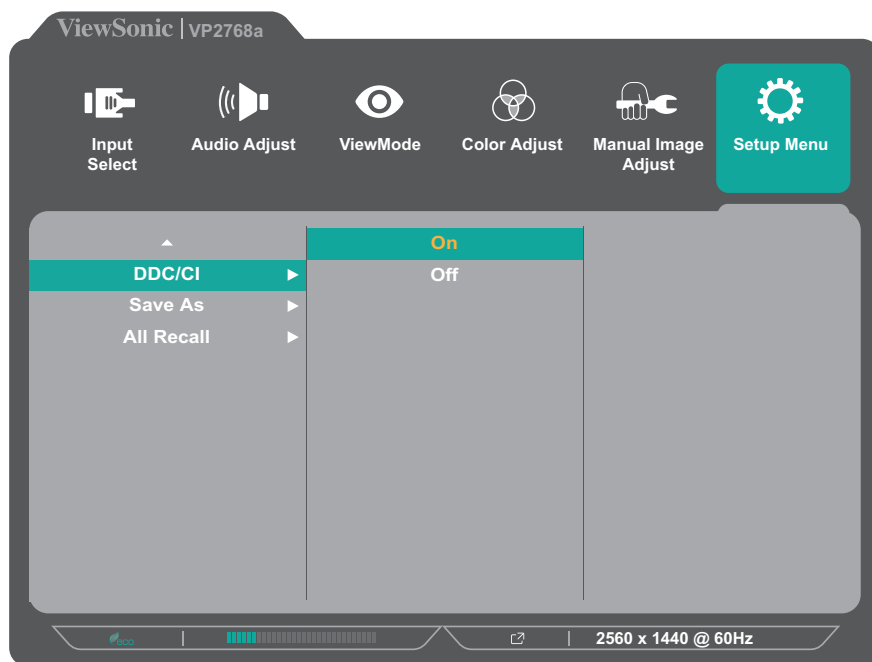 ViewSonic | VP2768a
Input Select
Audio Adjust
ViewMode
Color Adjust
Manual Image Adjust
Setup Menu
DDC/CI
Save As
All Recall
On
Off
eco
2560 x 1440 @ 60Hz